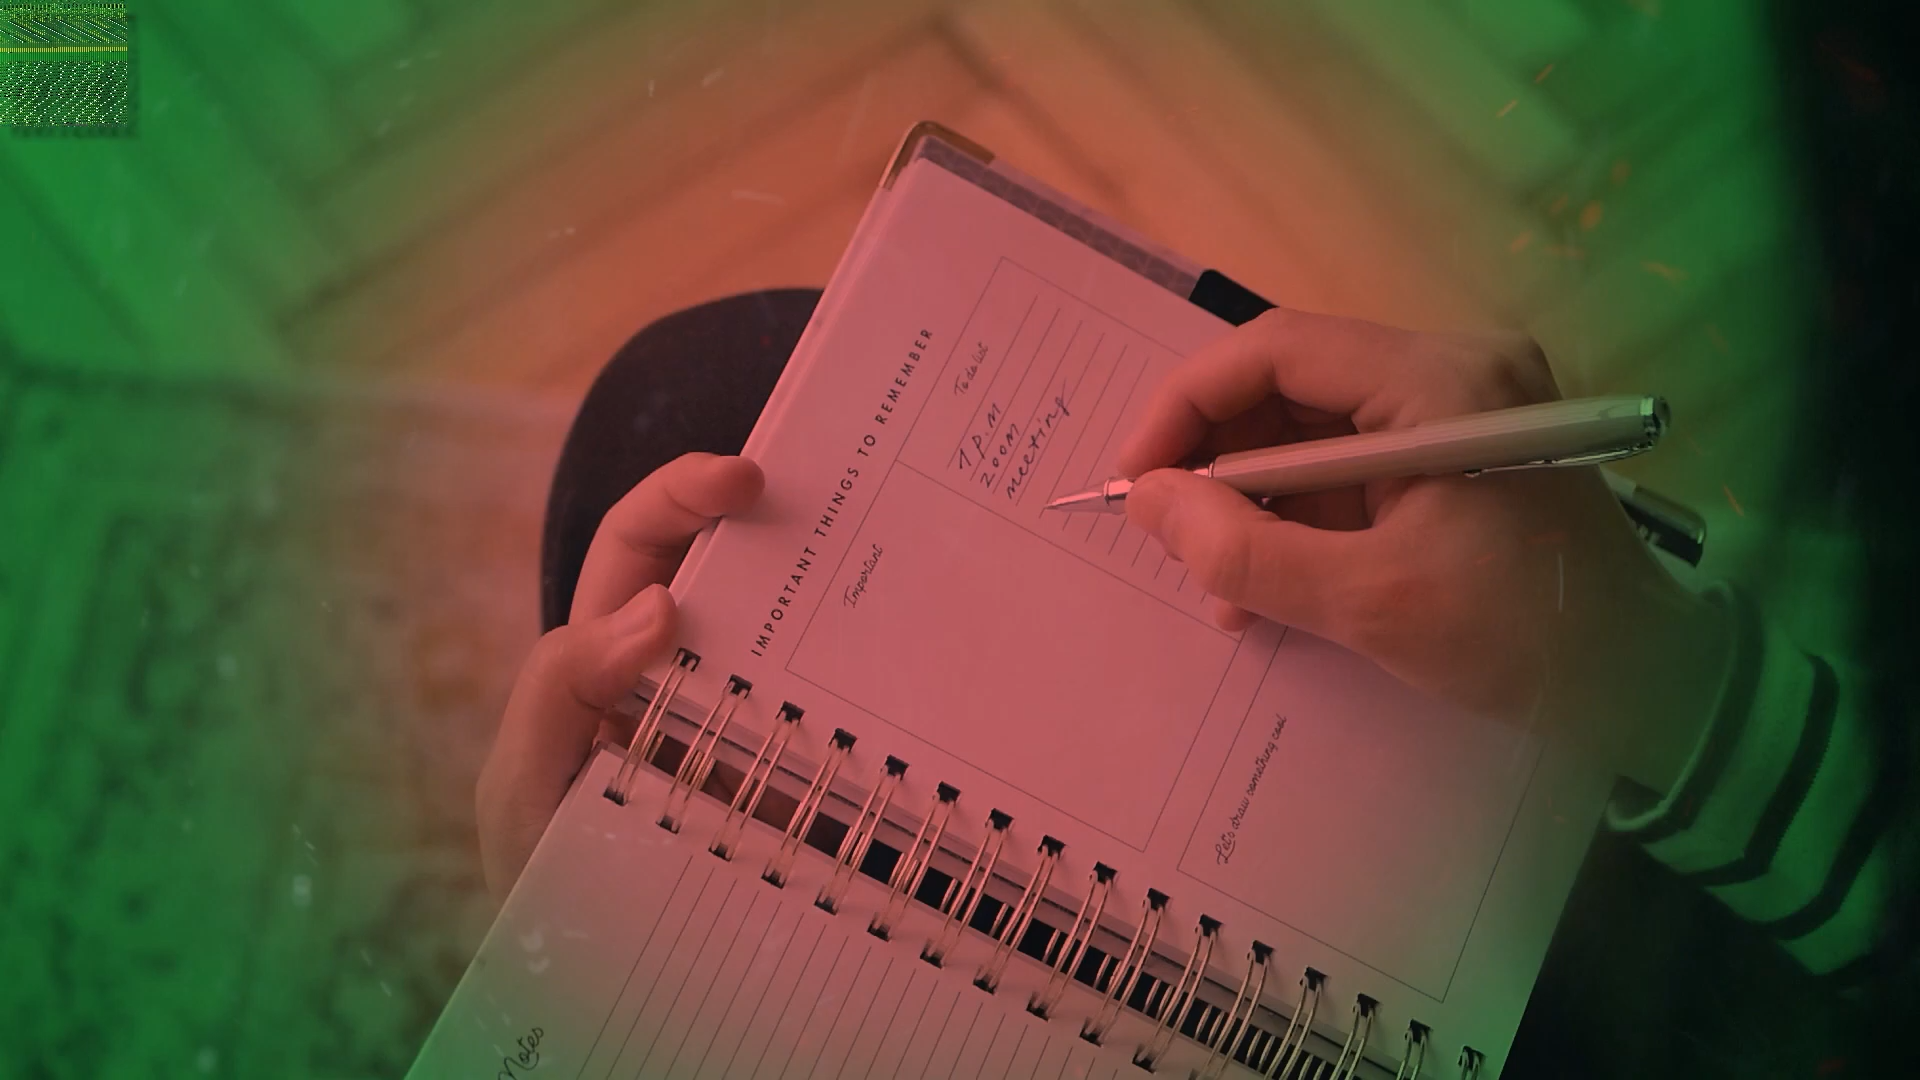 IMPORTANT THINGS TO REMEMBER
To do list
1 P.M
ZOOM
meeting
Important
Let's draw something cool
Notes